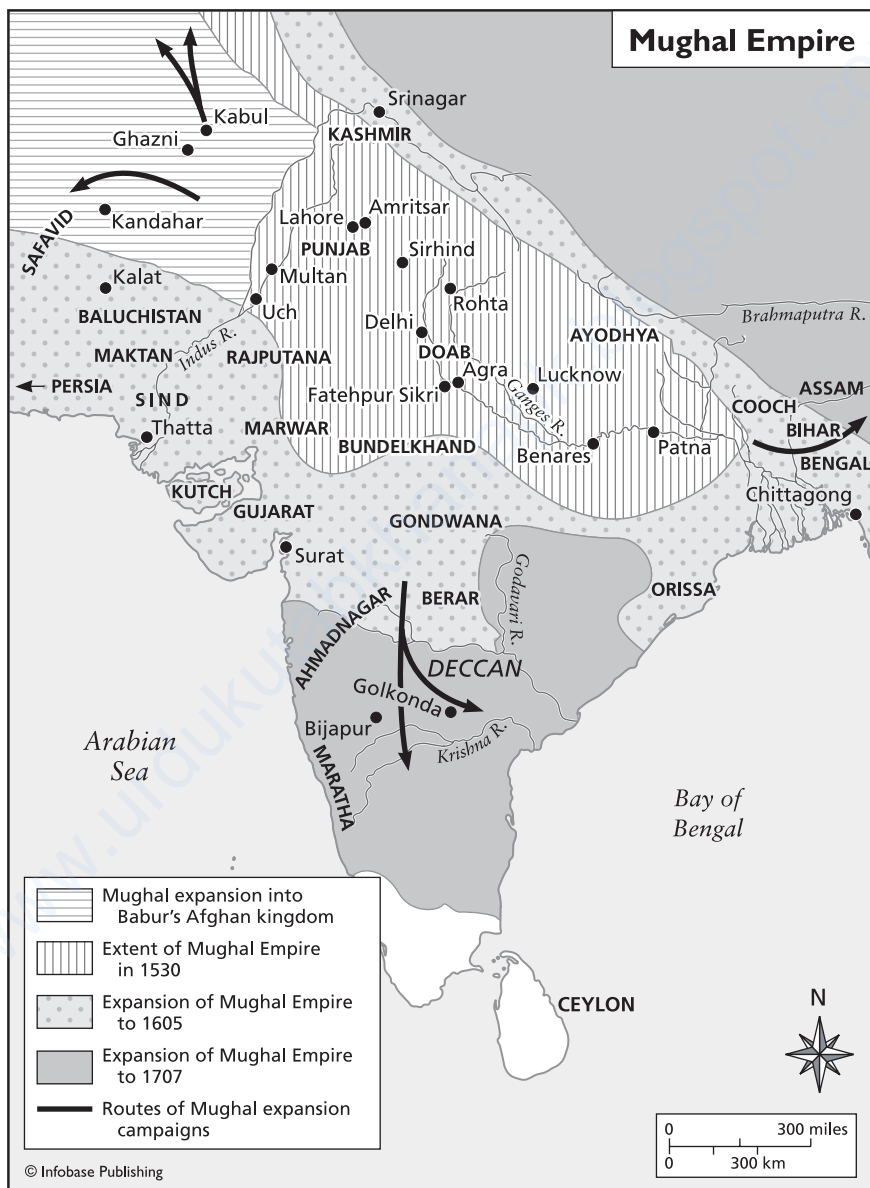 Mughal Empire
Srinagar
Kabul
KASHMIR
Ghazni
Amritsar
Lahore
Kandahar
SAFAVID
PUNJAB
Sirhind
Kalat
Multan
Rohta
BALUCHISTAN
Uch
Brahmaputra R.
Delhi
AYODHYA
MAKTAN
Indus R.
RAJPUTANA
DOAB
Agra
Lucknow
PERSIA
Fatehpur Sikri
Ganges R.
ASSAM
SIND
COOCH
Thatta
MARWAR
BIHAR
BUNDELKHAND
Benares
Patna
BENGAL
KUTCH
Chittagong
GUJARAT
GONDWANA
Surat
Godavari R.
BERAR
ORISSA
AHMADNAGAR
DECCAN
Golkonda
Bijapur
Krishna R.
Arabian
Sea
MARATHA
Bay of
Bengal
Mughal expansion into
Babur's Afghan kingdom
Extent of Mughal Empire
in 1530
Expansion of Mughal Empire
to 1605
Expansion of Mughal Empire
to 1707
Routes of Mughal expansion
campaigns
CEYLON
N
0 300 miles
0 300 km
© Infobase Publishing